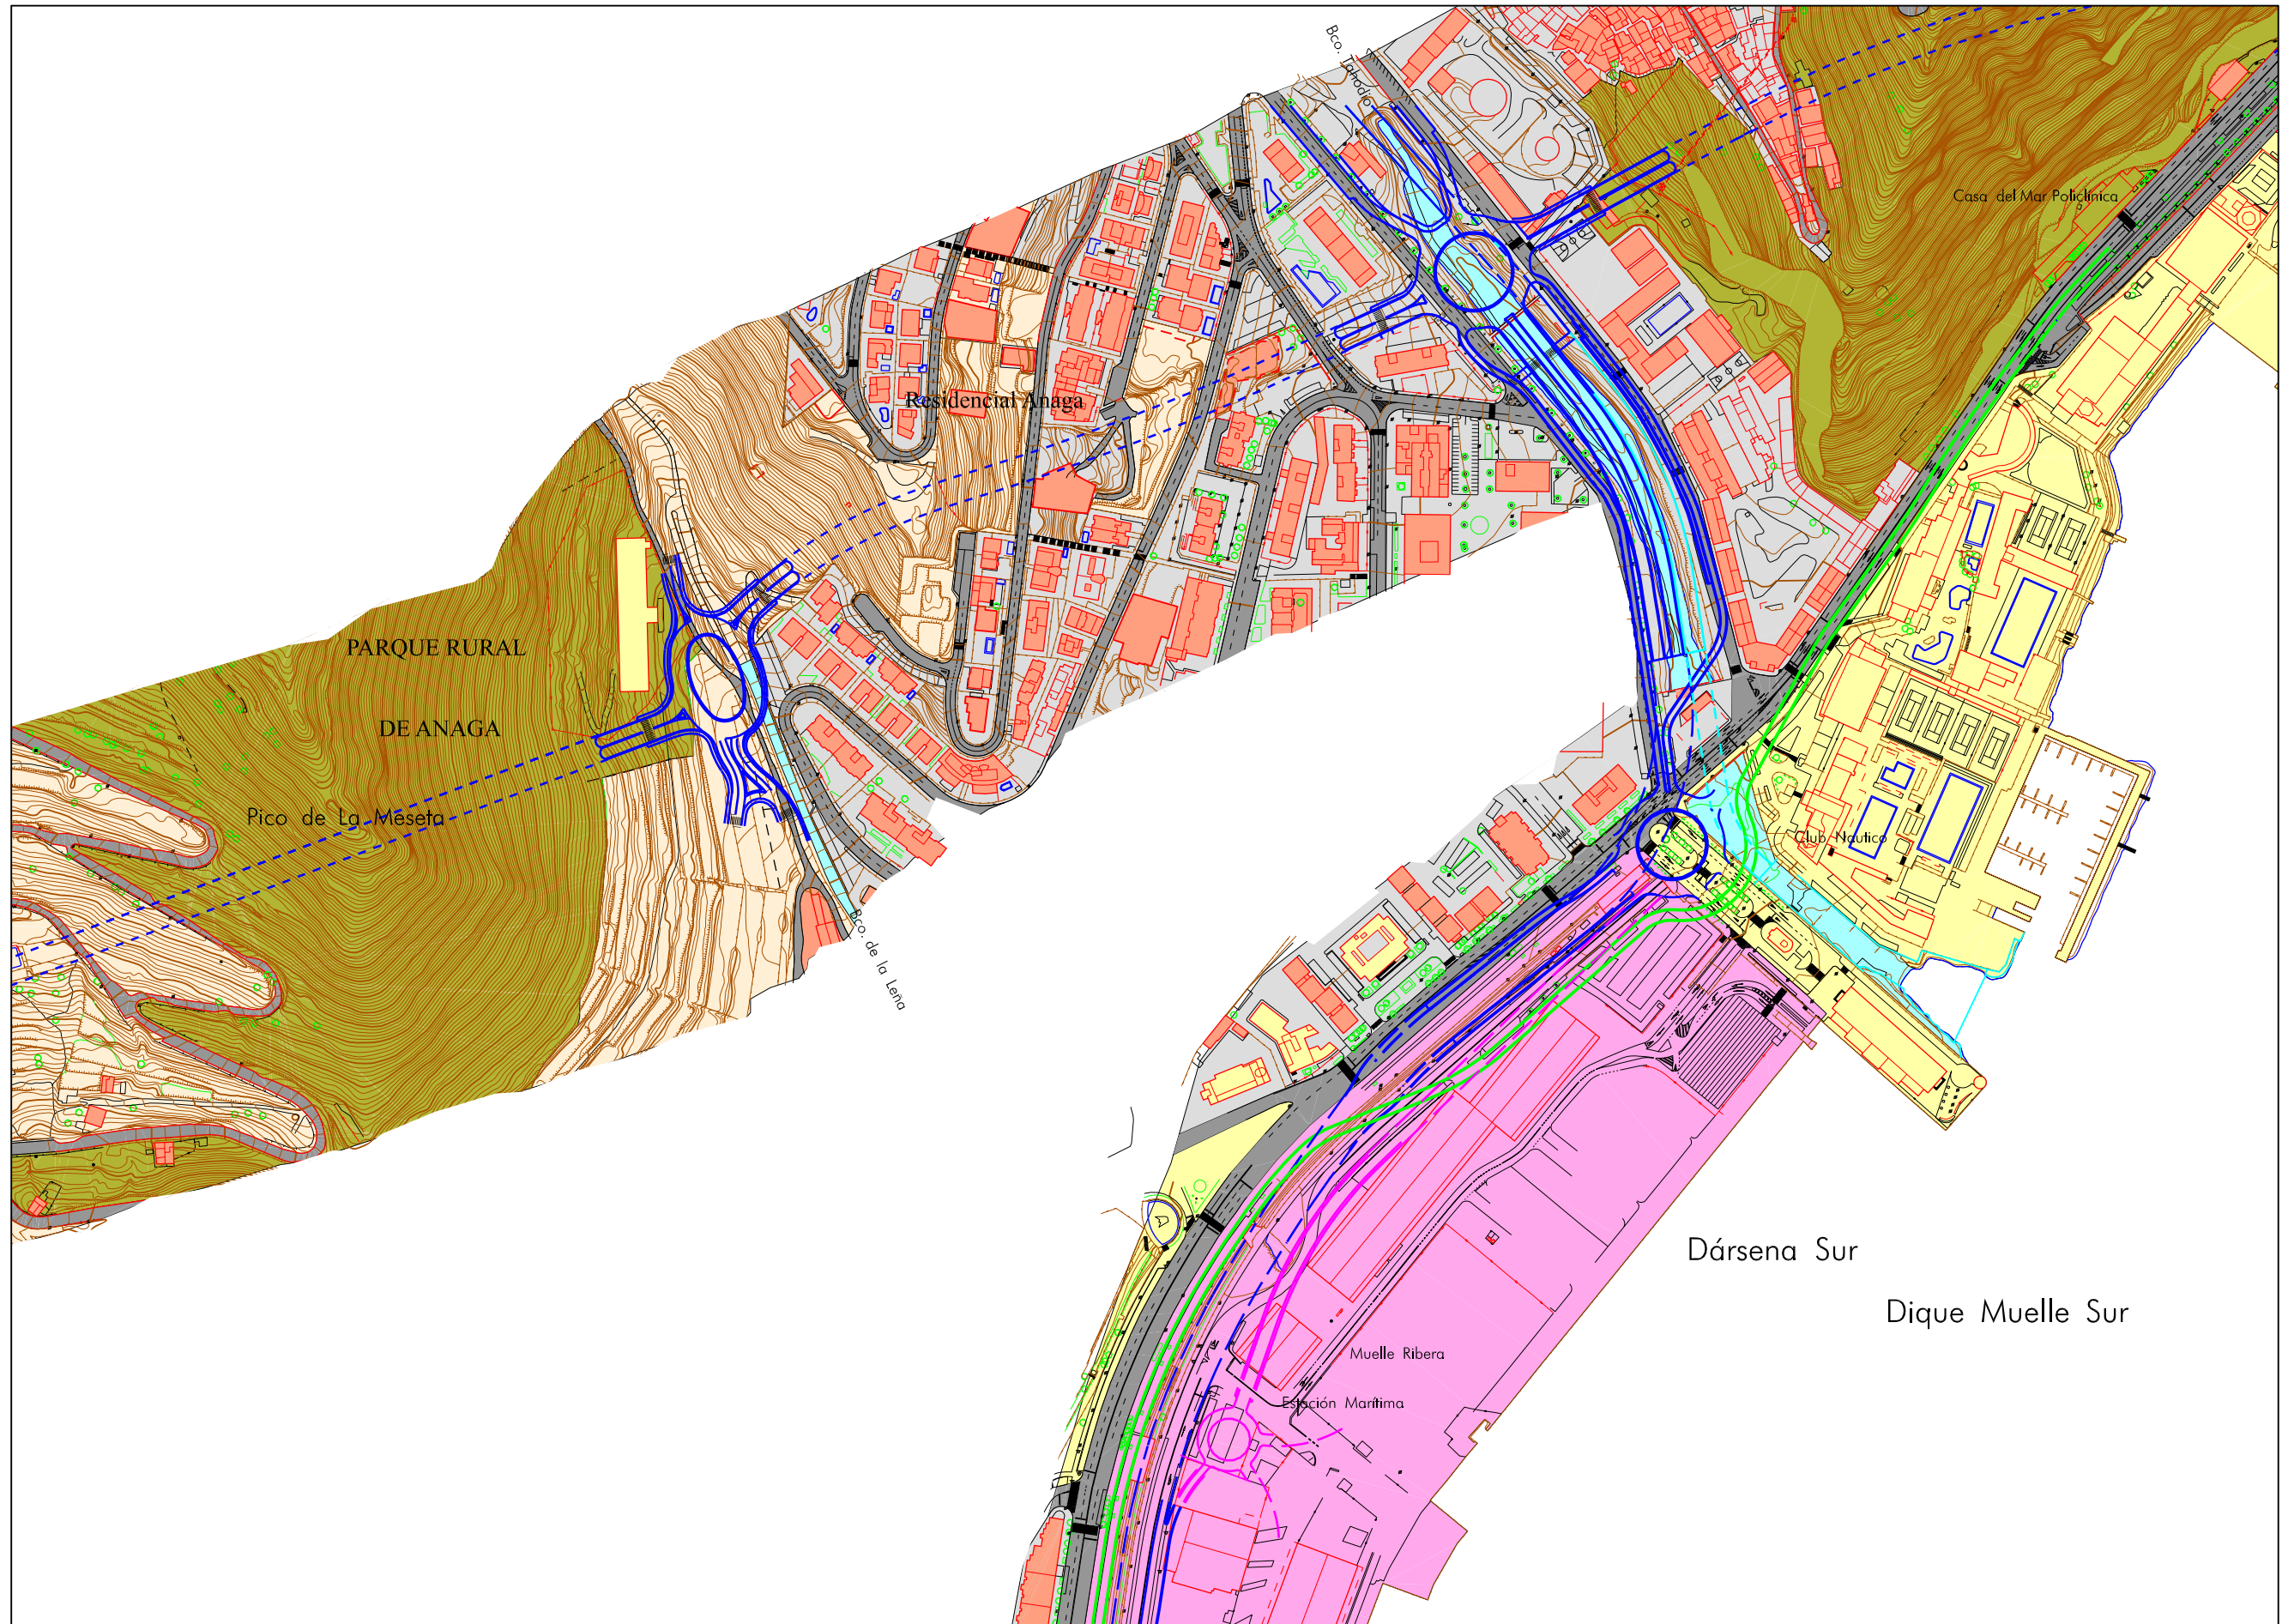 Bco. Tahodio
Casa del Mar Policlínica
Residencial Anaga
PARQUE RURAL
DE ANAGA
Pico de La Meseta
Club Naútico
Bco. de la Leña
Dársena Sur
Dique Muelle Sur
Muelle Ribera
Estación Marítima